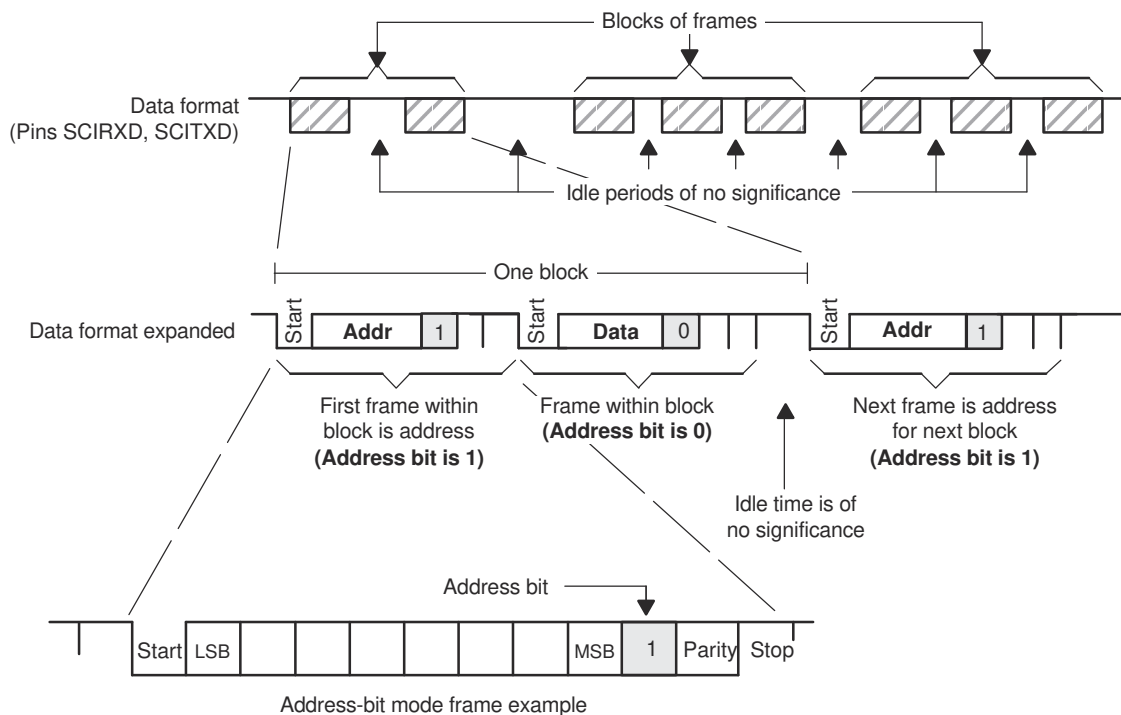 Blocks of frames
Data format
(Pins SCIRXD, SCITXD)
Idle periods of no significance
One block
Data format expanded
Start
Addr
1
Start
Data
0
Start
Addr
1
First frame within
block is address
(Address bit is 1)
Frame within block
(Address bit is 0)
Next frame is address
for next block
(Address bit is 1)
Idle time is of
no significance
Address bit
Start
LSB
MSB
1
Parity
Stop
Address-bit mode frame example